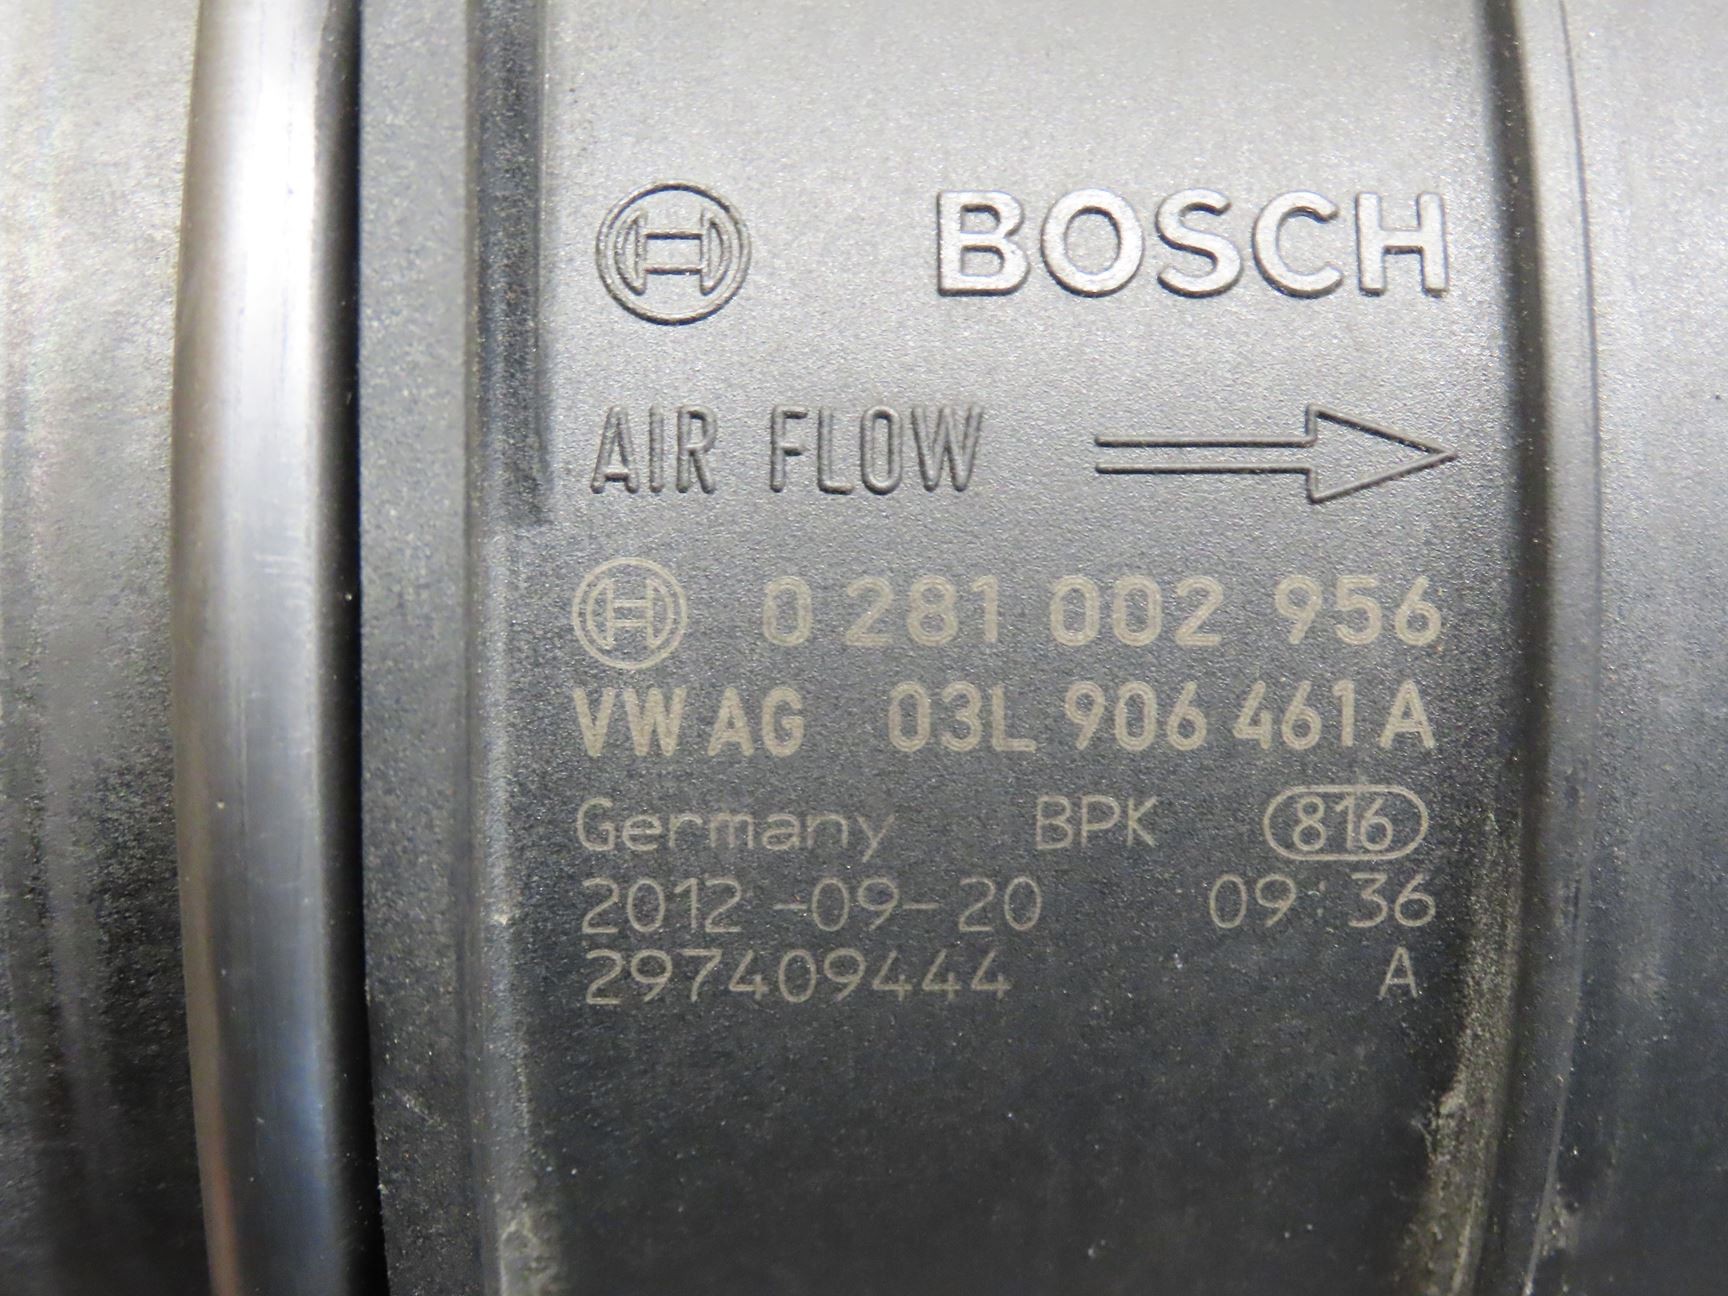 BOSCH
AIR FLOW
0 281 002 956
VW AG 03L 906 461 A
Germany BPK 816
2012-09-20 09:36
297409444 A